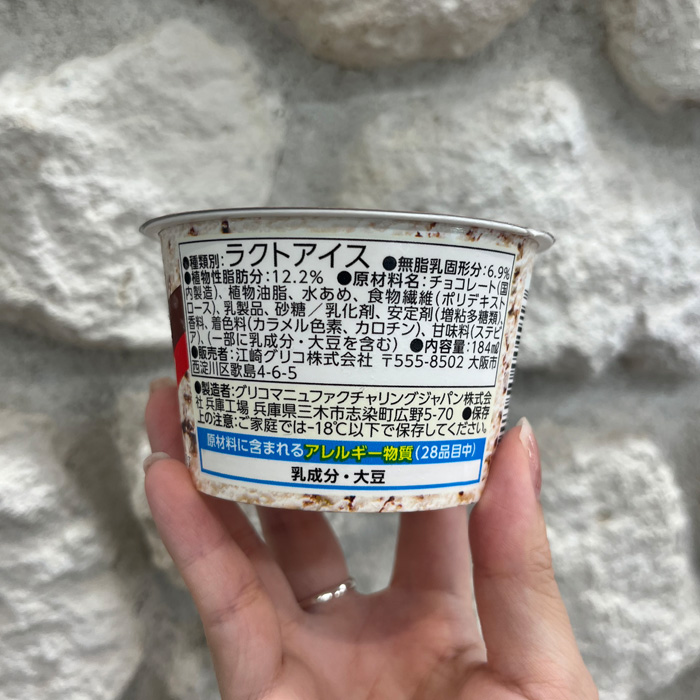 ●種類別:ラクトアイス ●無脂乳固形分:6.9%
●植物性脂肪分:12.2% ●原材料名:チョコレート(国
内製造)、植物油脂、水あめ、食物繊維(ポリデキスト
ロース)、乳製品、砂糖/乳化剤、安定剤(増粘多糖類)、
香料、着色料(カラメル色素、カロチン)、甘味料(ステビ
ア)、(一部に乳成分・大豆を含む) ●内容量:184ml
●販売者:江崎グリコ株式会社 〒555-8502 大阪市
西淀川区歌島4-6-5
●製造者:グリコマニュファクチャリングジャパン株式会
社 兵庫工場 兵庫県三木市志染町広野5-70 ●保存
上の注意:ご家庭では-18℃以下で保存してください。
原材料に含まれるアレルギー物質(28品目中)
乳成分・大豆